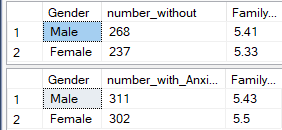 Gender number_without Family...
1 Male 268 5.41
2 Female 237 5.33
Gender number_with_Anxi... Family...
1 Male 311 5.43
2 Female 302 5.5